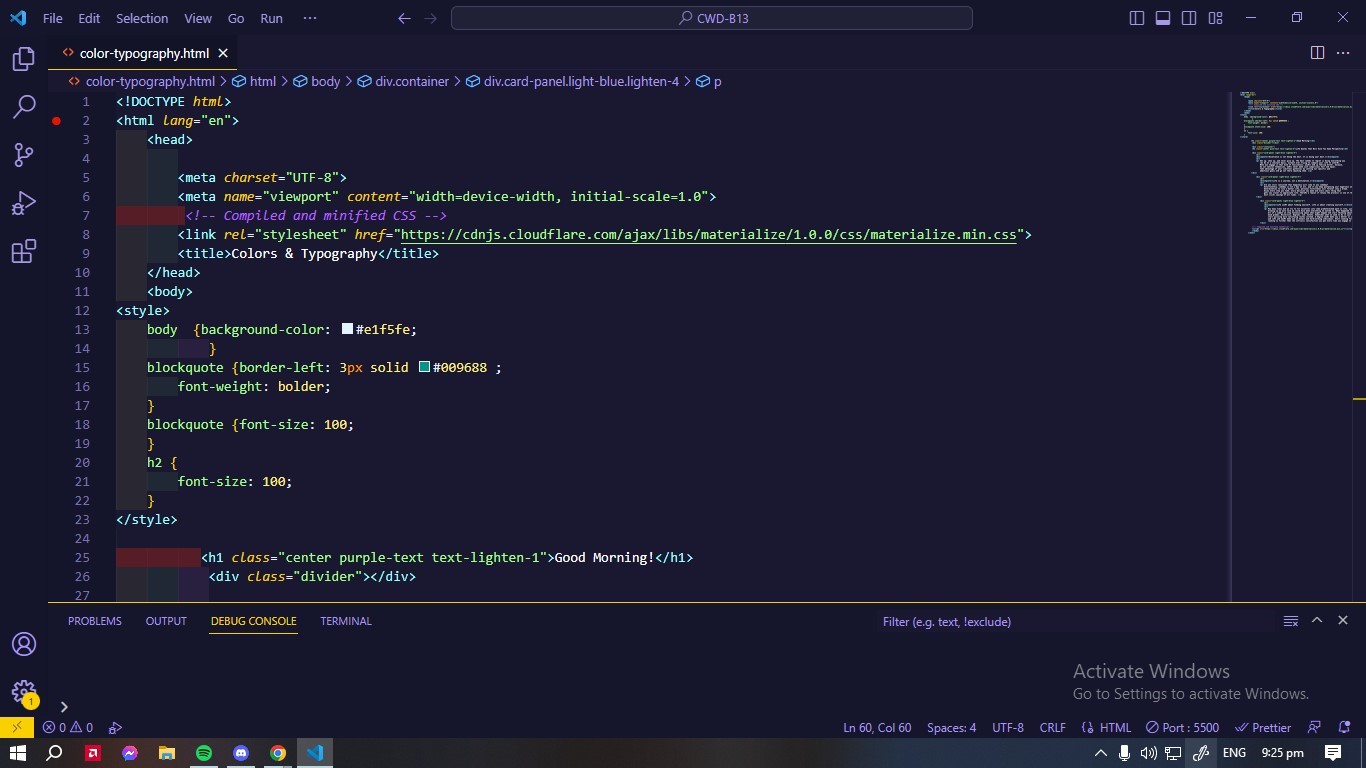 File Edit Selection View Go Run ··· CWD-B13
color-typography.html
color-typography.html > html > body > div.container > div.card-panel.light-blue.lighten-4 > p
1 <!DOCTYPE html>
2 <html lang="en">
3 <head>
4
5 <meta charset="UTF-8">
6 <meta name="viewport" content="width=device-width, initial-scale=1.0">
7 <!-- Compiled and minified CSS -->
8 <link rel="stylesheet" href="https://cdnjs.cloudflare.com/ajax/libs/materialize/1.0.0/css/materialize.min.css">
9 <title>Colors & Typography</title>
10 </head>
11 <body>
12 <style>
13 body  {background-color: #e1f5fe;
14 }
15 blockquote {border-left: 3px solid #009688 ;
16 font-weight: bolder;
17 }
18 blockquote {font-size: 100;
19 }
20 h2 {
21 font-size: 100;
22 }
23 </style>
24
25 <h1 class="center purple-text text-lighten-1">Good Morning!</h1>
26 <div class="divider"></div>
27
PROBLEMS OUTPUT DEBUG CONSOLE TERMINAL Filter (e.g. text, !exclude)
Activate Windows
Go to Settings to activate Windows.
1
0 0 Ln 60, Col 60 Spaces: 4 UTF-8 CRLF {} HTML Port : 5500 Prettier
ENG 9:25 pm